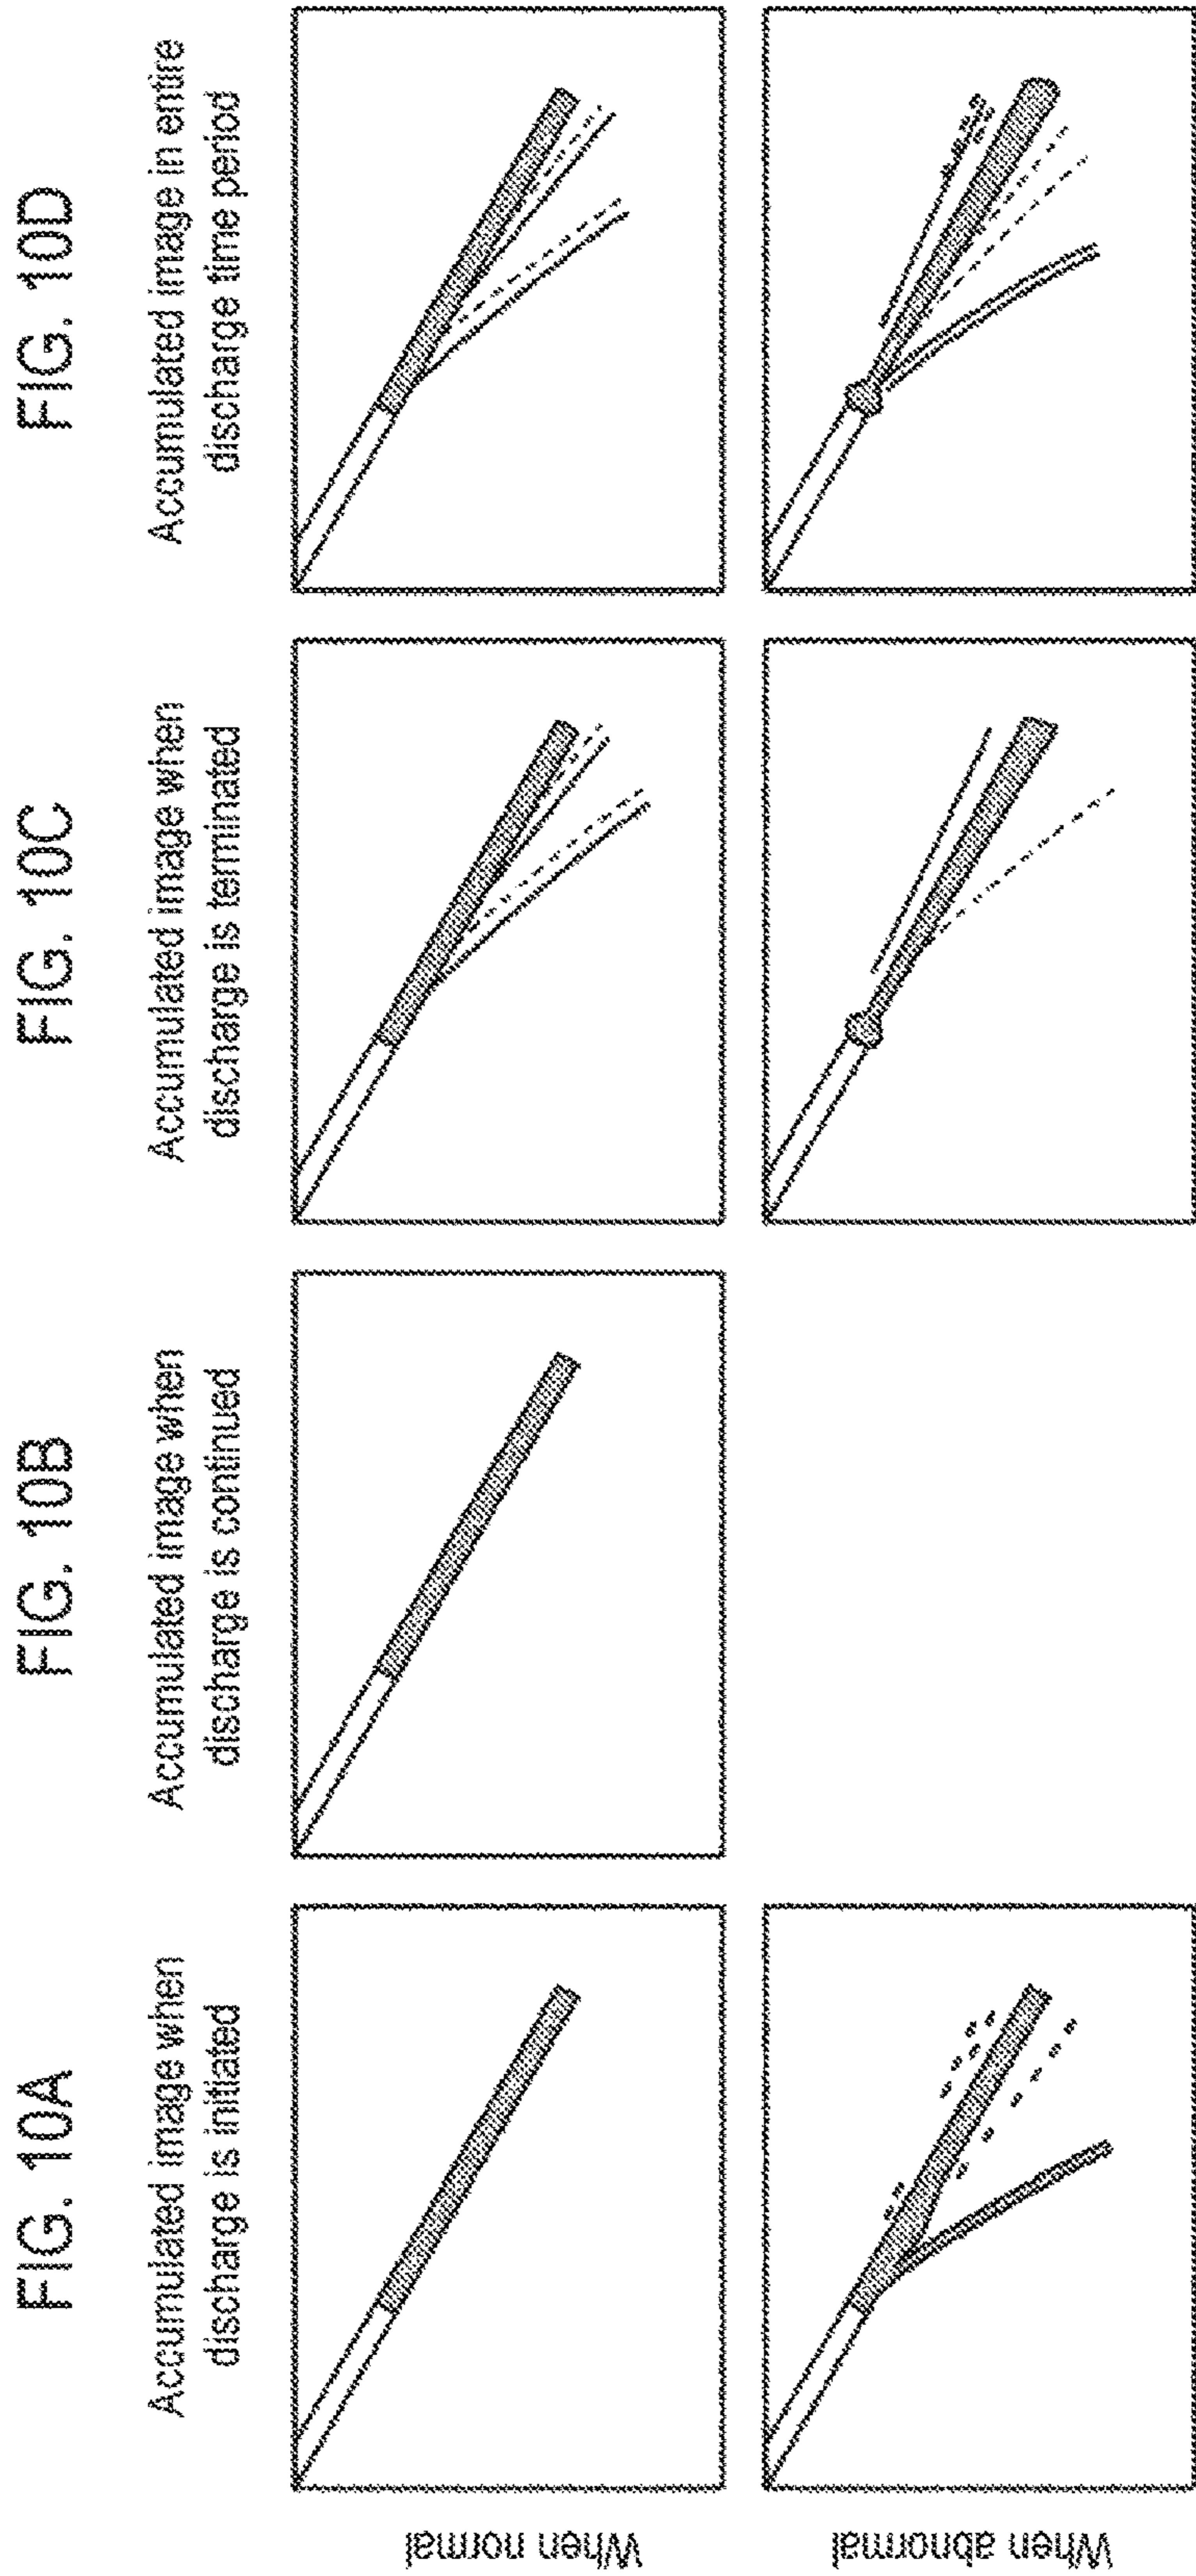 FIG. 10A
Accumulated image when
discharge is initiated
FIG. 10B
Accumulated image when
discharge is continued
FIG. 10C
Accumulated image when
discharge is terminated
FIG. 10D
Accumulated image in entire
discharge time period
When normal
When abnormal